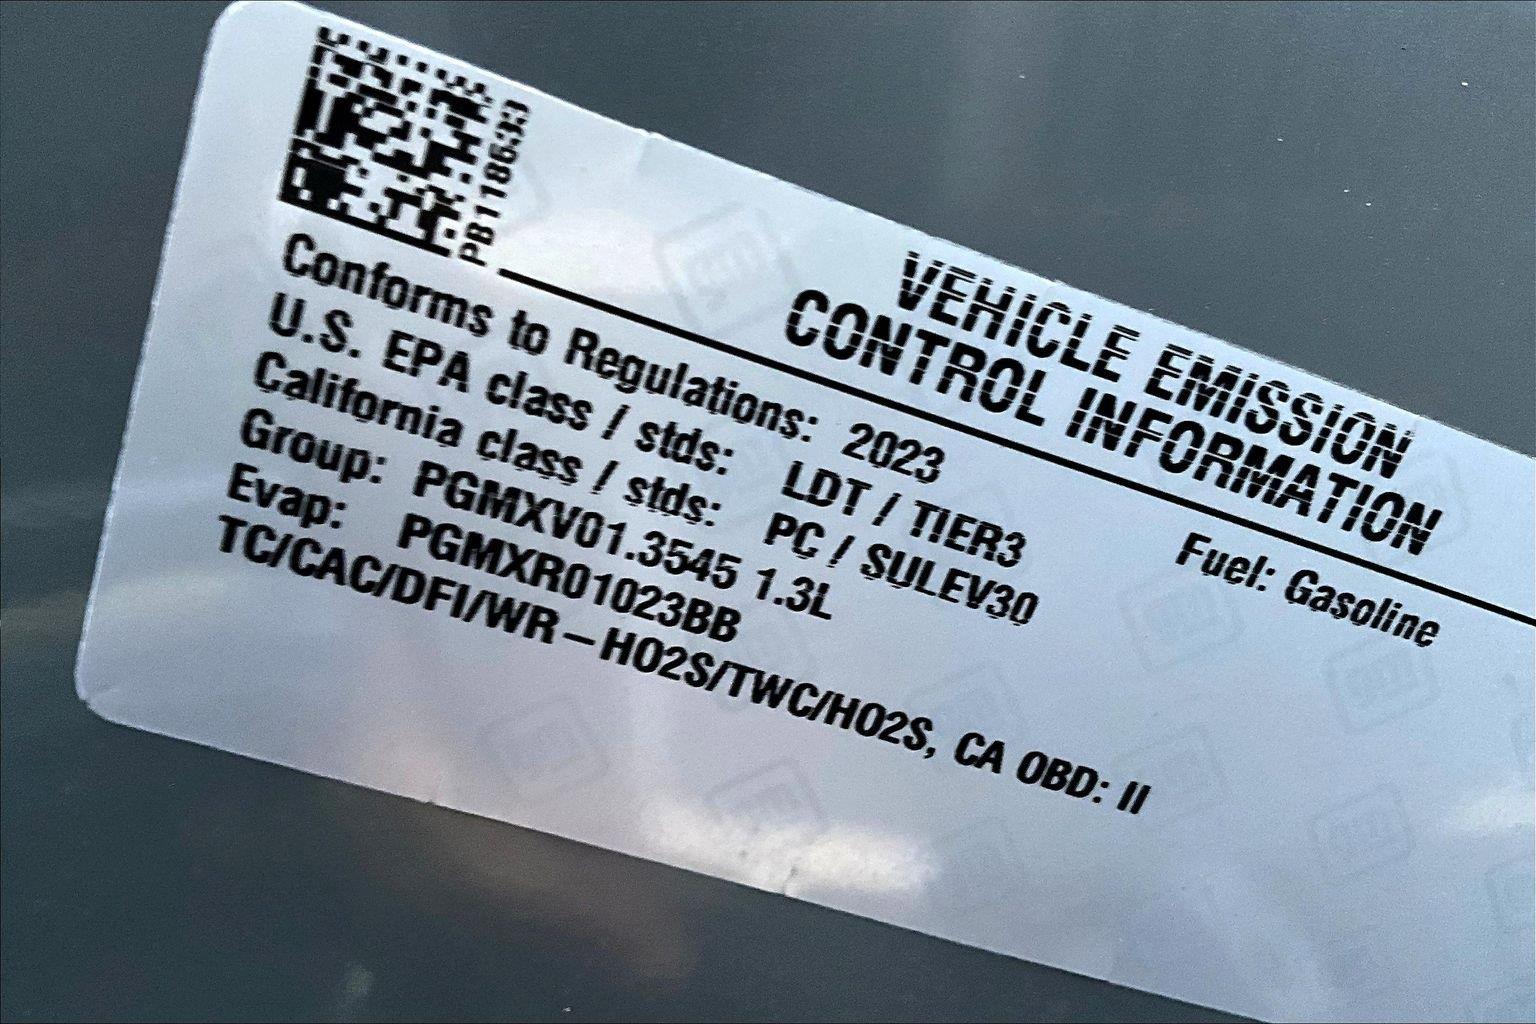 PB118633
VEHICLE EMISSION
CONTROL INFORMATION
Conforms to Regulations: 2023
Fuel: Gasoline
U.S. EPA class / stds: LDT / TIER3
California class / stds: PC / SULEV30
Group: PGMXV01.3545 1.3L
Evap: PGMXR01023BB
TC/CAC/DFI/WR–HO2S/TWC/HO2S, CA OBD: II